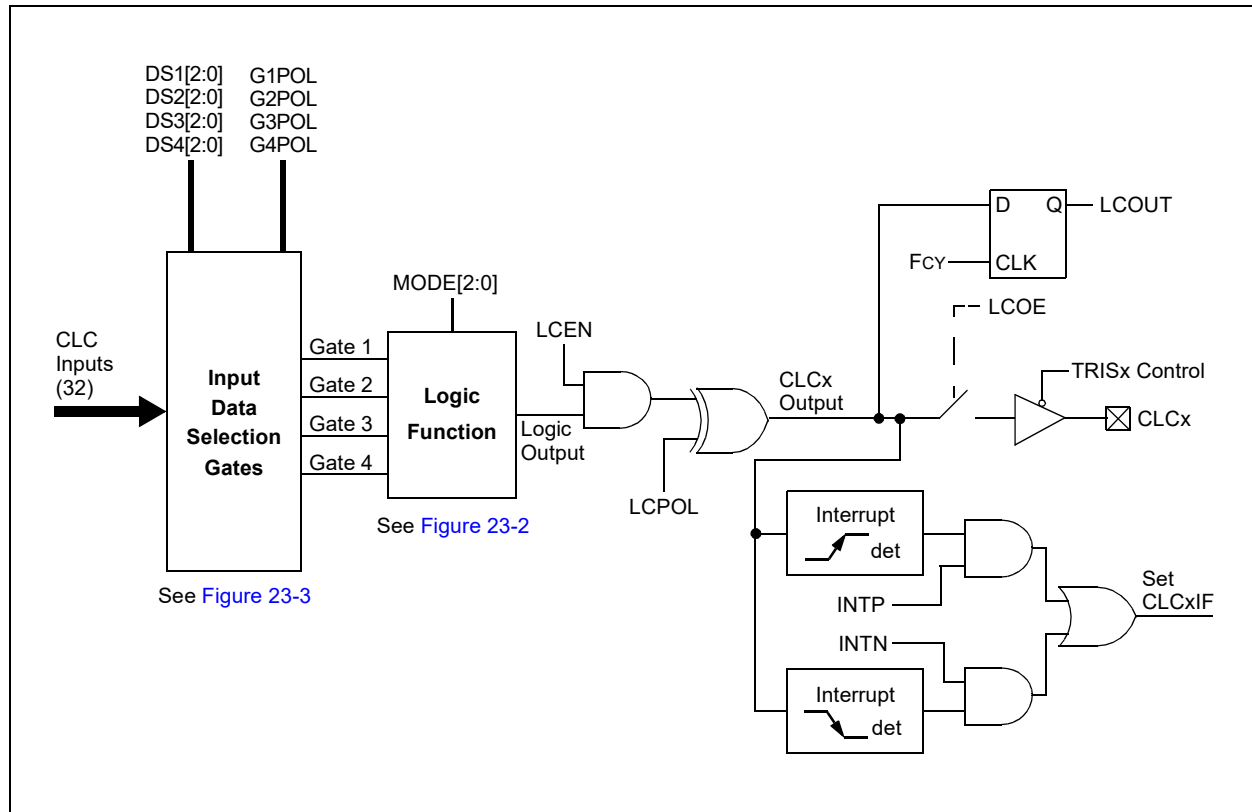 DS1[2:0]
DS2[2:0]
DS3[2:0]
DS4[2:0]
G1POL
G2POL
G3POL
G4POL
D
Q
LCOUT
FCY
CLK
MODE[2:0]
LCOE
CLC
Inputs
(32)
LCEN
Gate 1
Gate 2
Gate 3
Gate 4
Input
Data
Selection
Gates
Logic
Function
Logic
Output
CLCx
Output
TRISx Control
CLCx
LCPOL
See Figure 23-2
See Figure 23-3
Interrupt
det
INTP
INTN
Set
CLCxIF
Interrupt
det